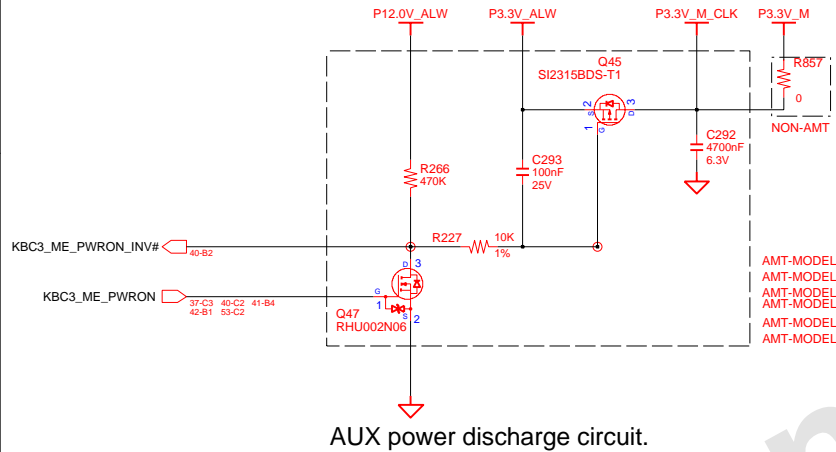 P12.0V_ALW P3.3V_ALW P3.3V_M_CLK P3.3V_M
Q45
SI2315BDS-T1
R857
0
NON-AMT
2 S D 3
1 G
C292
4700nF
6.3V
R266
470K
C293
100nF
25V
KBC3_ME_PWRON_INV#
40-B2
R227 10K
1%
D 3
KBC3_ME_PWRON
37-C3 40-C2 41-B4
42-B1 53-C2
G
1
S 2
Q47
RHU002N06
AMT-MODEL
AMT-MODEL
AMT-MODEL
AMT-MODEL
AMT-MODEL
AMT-MODEL
AUX power discharge circuit.